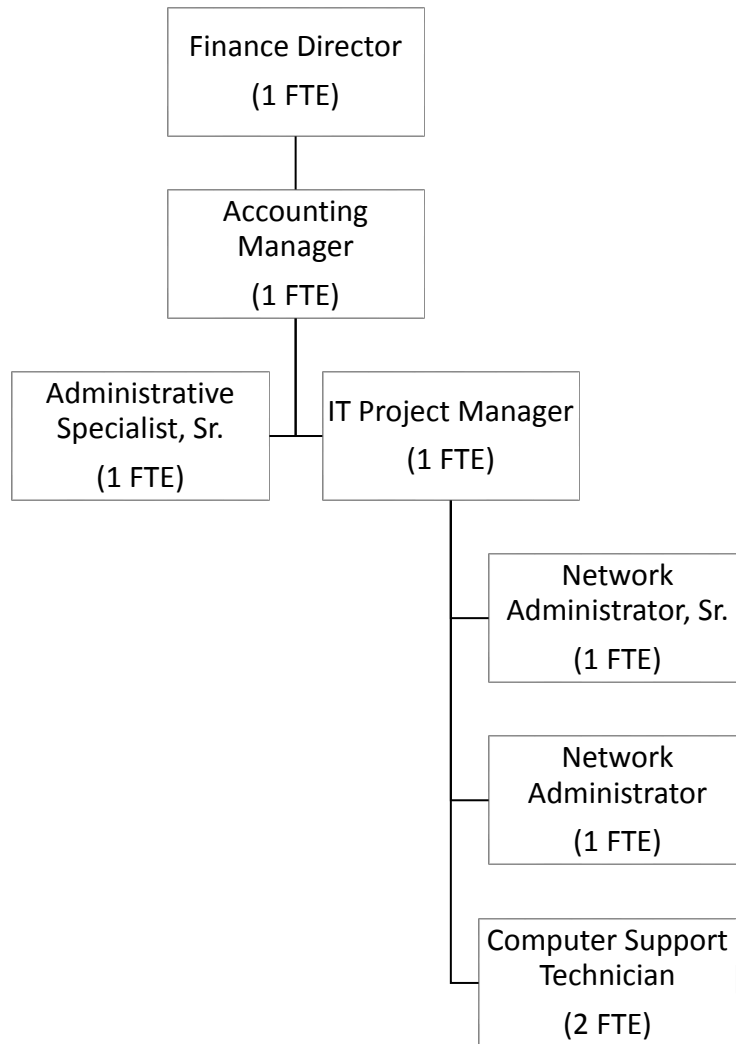 Finance Director
(1 FTE)
Accounting
Manager
(1 FTE)
Administrative
Specialist, Sr.
(1 FTE)
IT Project Manager
(1 FTE)
Network
Administrator, Sr.
(1 FTE)
Network
Administrator
(1 FTE)
Computer Support
Technician
(2 FTE)